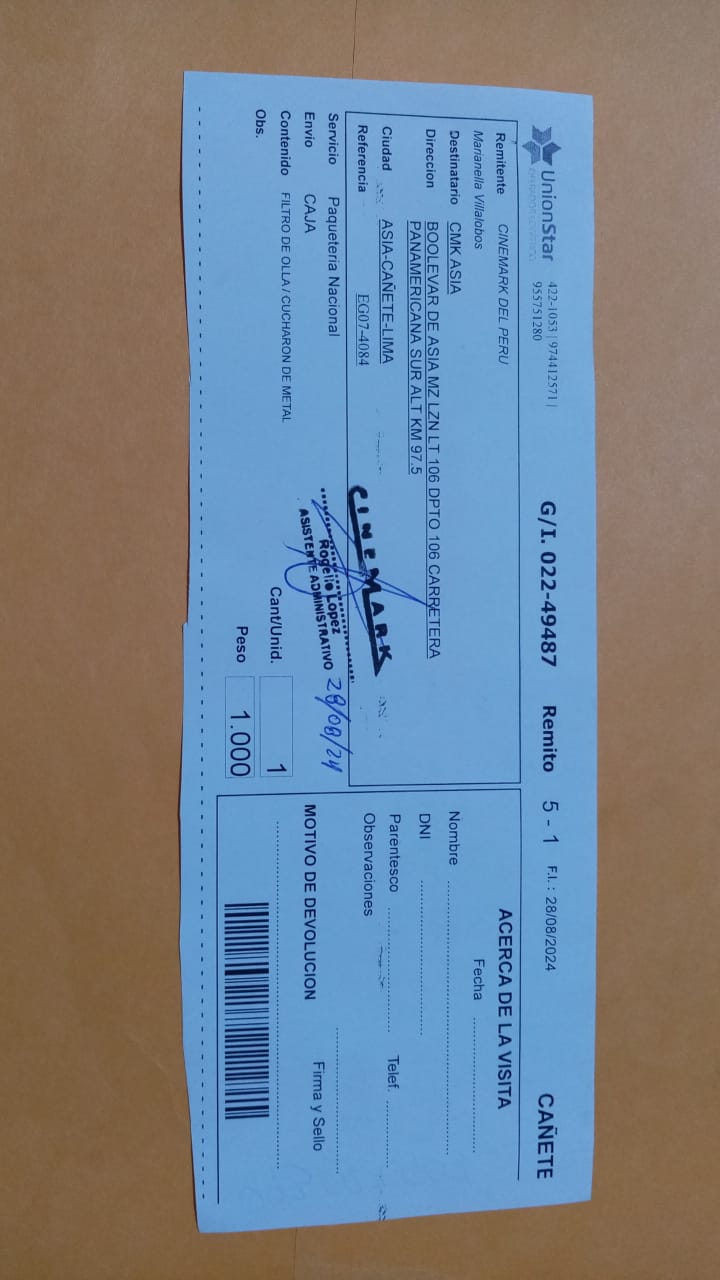 UnionStar
422-1053 | 974412571 |
955751280
G/I. 022-49487 Remito 5 - 1 F.I. : 28/08/2024 CAÑETE
Remitente CINEMARK DEL PERU
Marianella Villalobos
Destinatario CMK ASIA
Direccion BOOLEVAR DE ASIA MZ LZN LT 106 DPTO 106 CARRETERA
PANAMERICANA SUR ALT KM 97.5
Ciudad ASIA-CAÑETE-LIMA
Referencia EG07-4084
Servicio Paqueteria Nacional
Envio CAJA
Contenido FILTRO DE OLLA / CUCHARON DE METAL
Obs.
CINEMARK
Rogelio Lopez
ASISTENTE ADMINISTRATIVO
28/08/24
Cant/Unid. 1
Peso 1.000
ACERCA DE LA VISITA
Fecha
Nombre
DNI
Parentesco Telef.
Observaciones
MOTIVO DE DEVOLUCION Firma y Sello